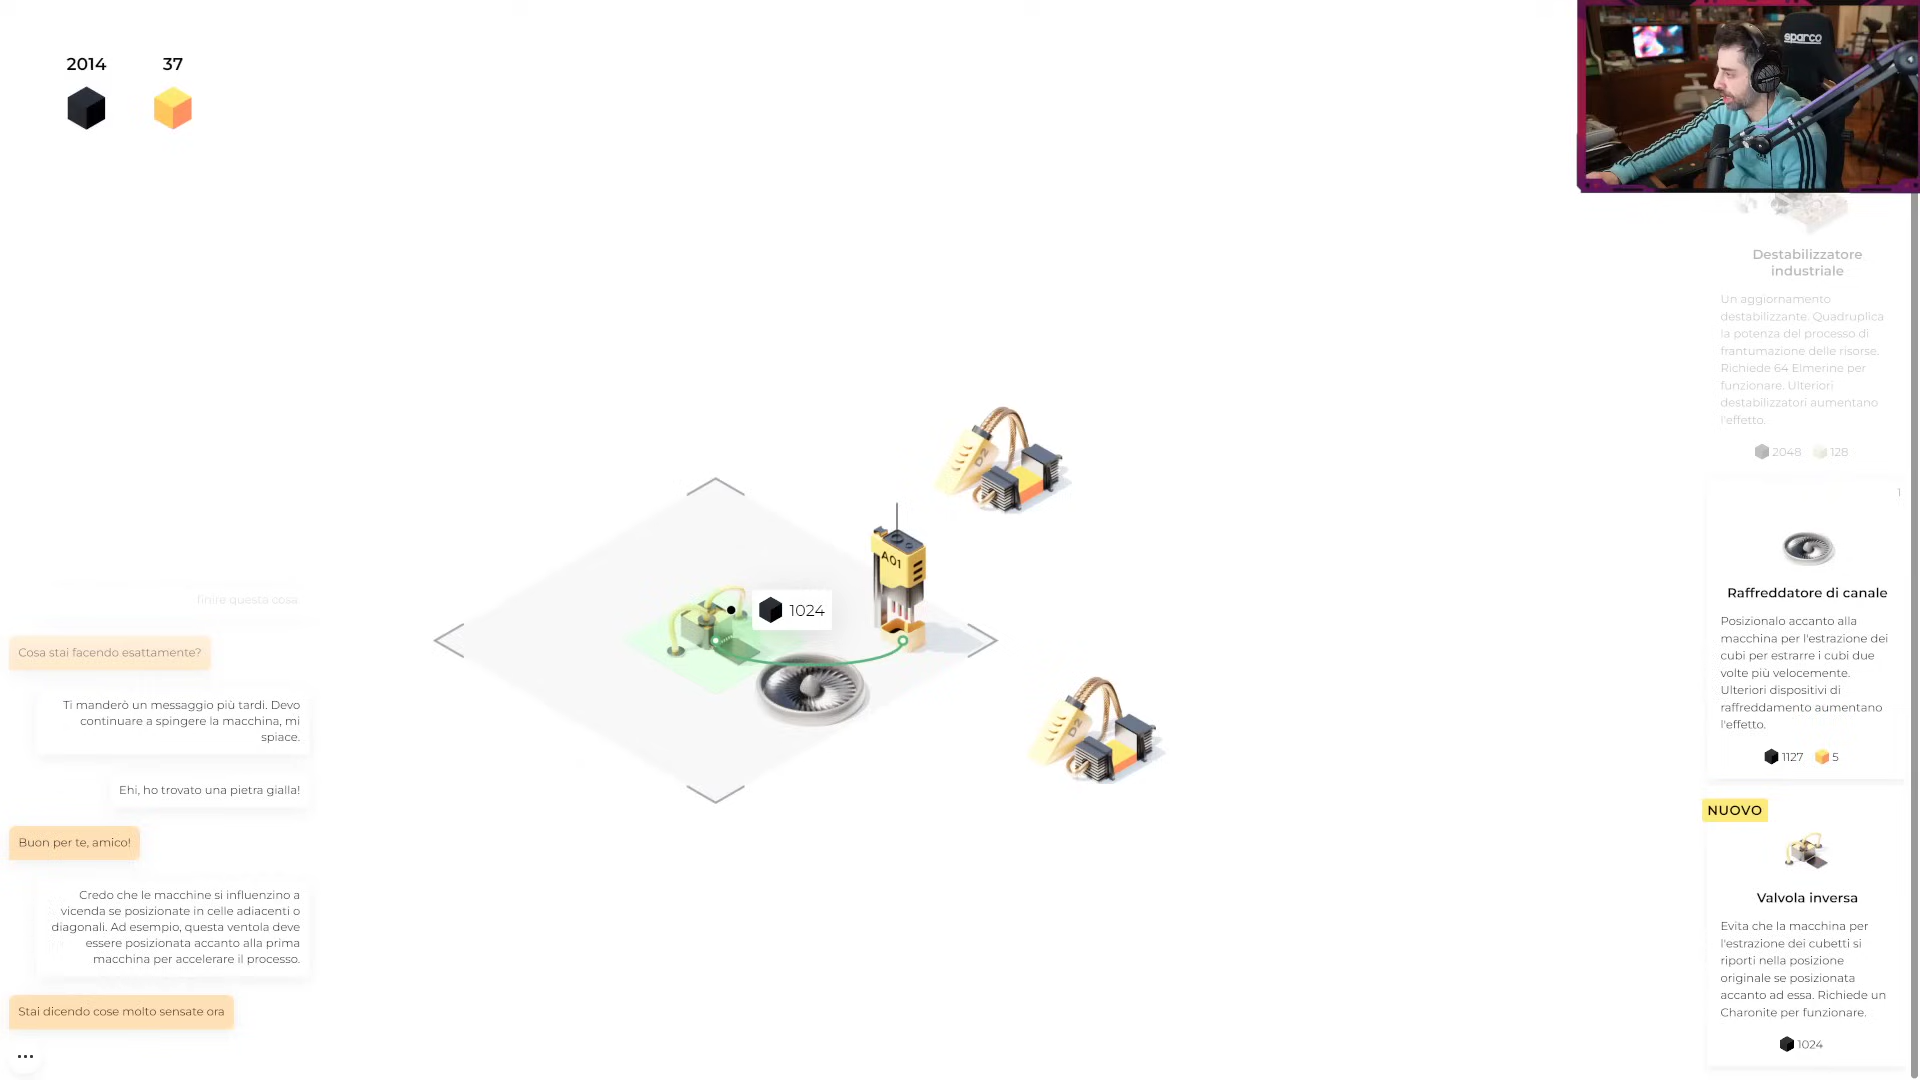 2014
37
sparco
Destabilizzatore
industriale
Un aggiornamento
destabilizzante. Quadruplica
la potenza del processo di
frantumazione delle risorse.
Richiede 64 Elmerine per
funzionare. Ulteriori
destabilizzatori aumentano
l'effetto.
2048 128
1
Raffreddatore di canale
Posizionalo accanto alla
macchina per l'estrazione dei
cubi per estrarre i cubi due
volte più velocemente.
Ulteriori dispositivi di
raffreddamento aumentano
l'effetto.
1127 5
NUOVO
Valvola inversa
Evita che la macchina per
l'estrazione dei cubetti si
riporti nella posizione
originale se posizionata
accanto ad essa. Richiede un
Charonite per funzionare.
1024
D2
A01
1024
D2
finire questa cosa.
Cosa stai facendo esattamente?
Ti manderò un messaggio più tardi. Devo
continuare a spingere la macchina, mi
spiace.
Ehi, ho trovato una pietra gialla!
Buon per te, amico!
Credo che le macchine si influenzino a
vicenda se posizionate in celle adiacenti o
diagonali. Ad esempio, questa ventola deve
essere posizionata accanto alla prima
macchina per accelerare il processo.
Stai dicendo cose molto sensate ora
...